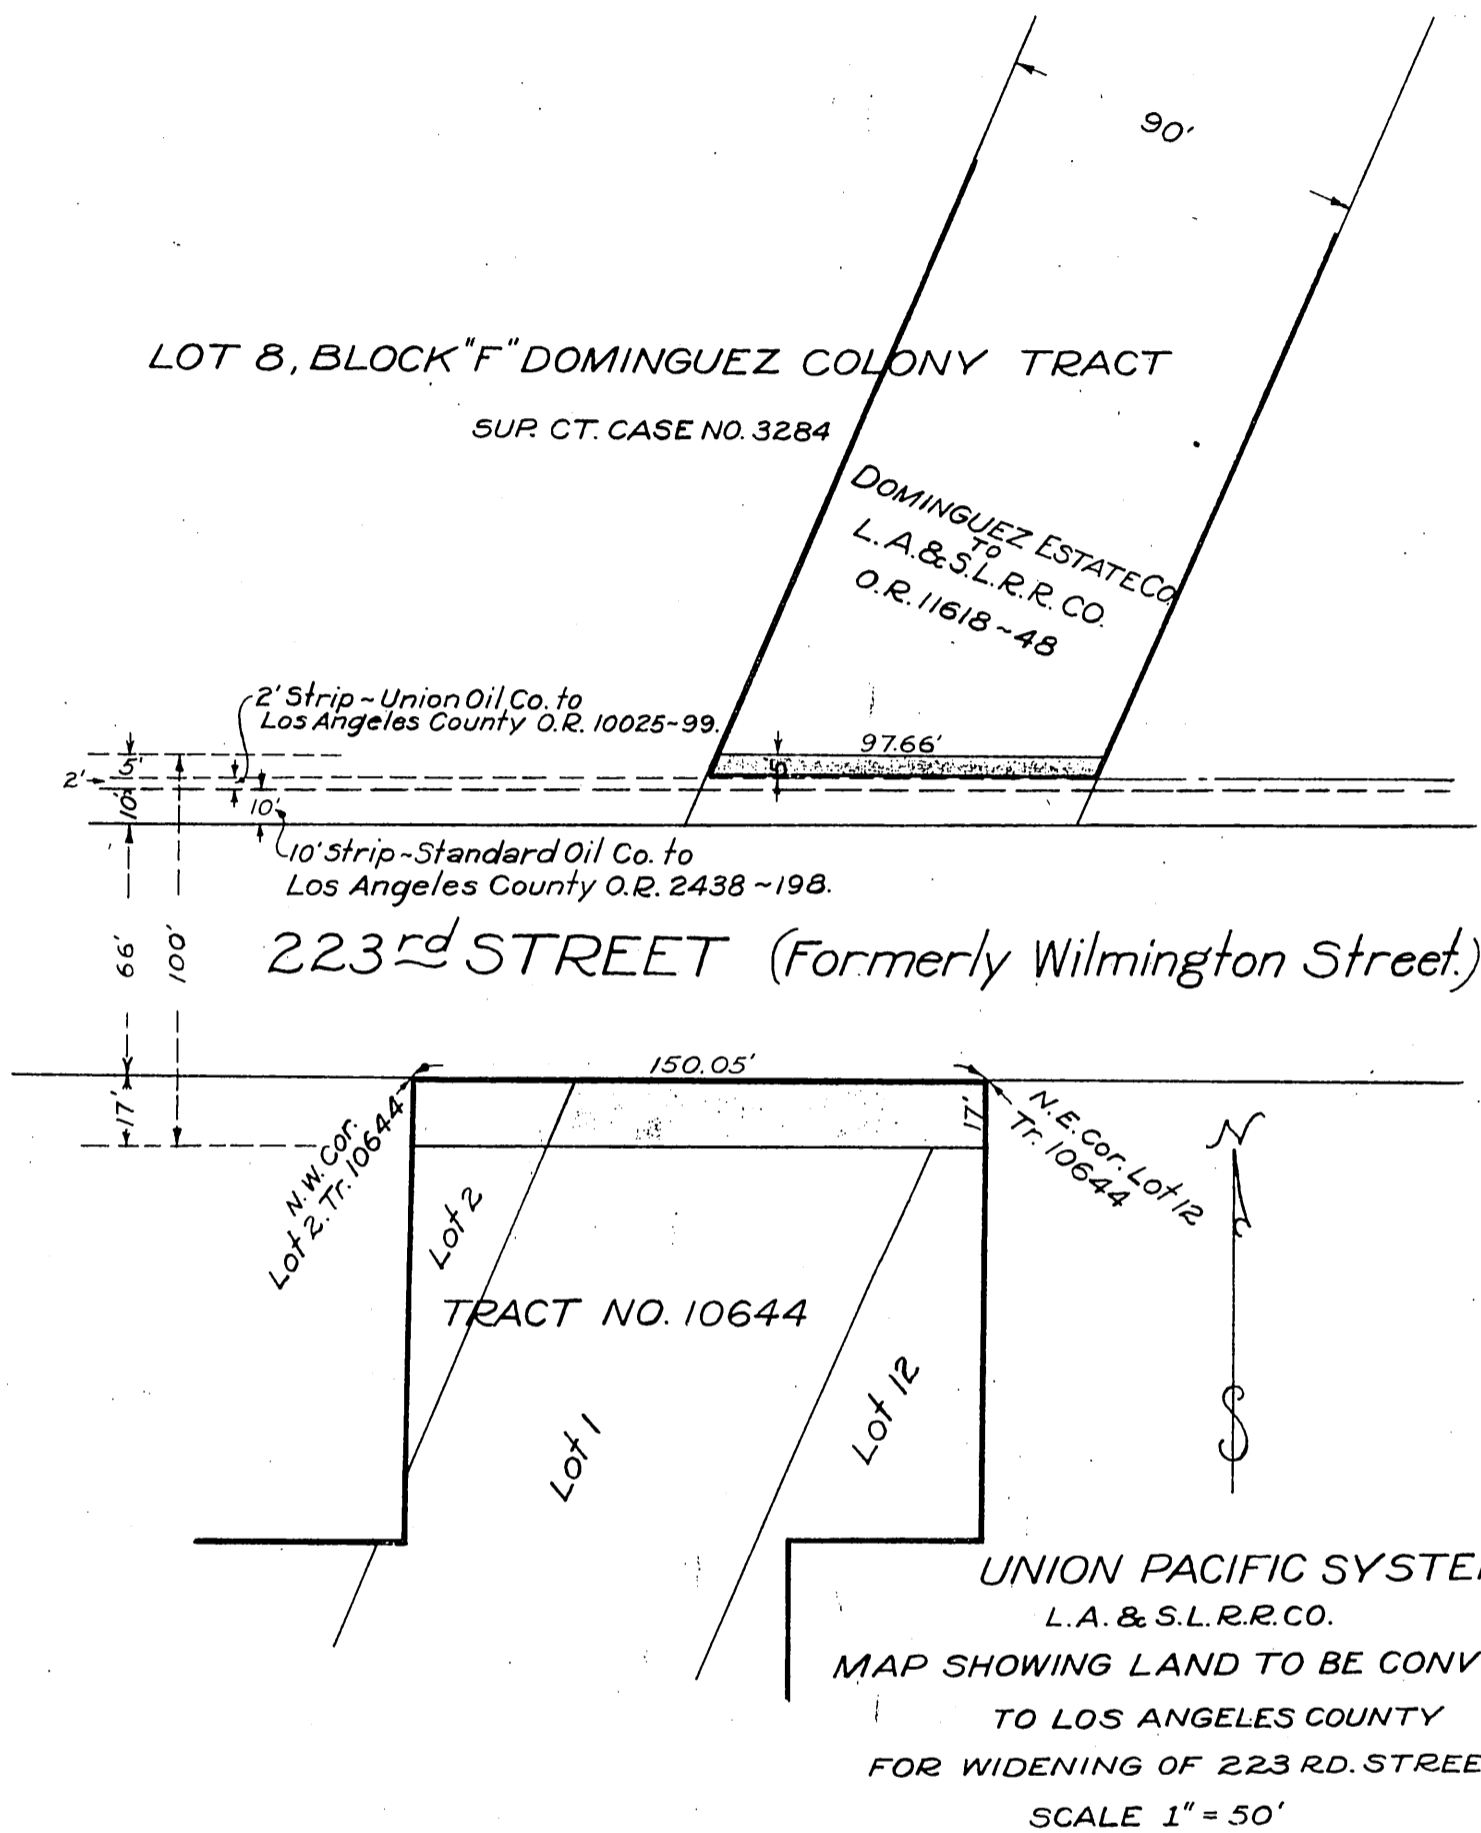 90'
LOT 8, BLOCK "F" DOMINGUEZ COLONY TRACT
SUP. CT. CASE NO. 3284
DOMINGUEZ ESTATE CO.
TO
L.A. & S.L.R.R. CO.
O.R. 11618~48
2' Strip ~ Union Oil Co. to
Los Angeles County O.R. 10025~99.
97.66'
5'
5'
2'
10'
10'
10' Strip ~ Standard Oil Co. to
Los Angeles County O.R. 2438 ~198.
66'
100'
223rd STREET (Formerly Wilmington Street.)
150.05'
17'
17'
N.W. Cor.
Lot 2. Tr. 10644
N.E. Cor. Lot 12
Tr. 10644
N
Lot 2
TRACT NO. 10644
Lot 1
Lot 12
S
UNION PACIFIC SYSTE
L.A. & S.L.R.R. CO.
MAP SHOWING LAND TO BE CONV
TO LOS ANGELES COUNTY
FOR WIDENING OF 223 RD. STREE
SCALE 1" = 50'